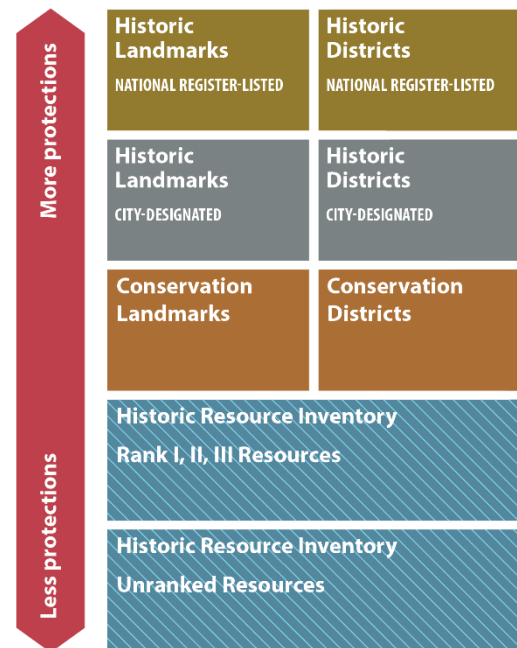 More protections
Less protections
Historic
Landmarks
NATIONAL REGISTER-LISTED
Historic
Districts
NATIONAL REGISTER-LISTED
Historic
Landmarks
CITY-DESIGNATED
Historic
Districts
CITY-DESIGNATED
Conservation
Landmarks
Conservation
Districts
Historic Resource Inventory
Rank I, II, III Resources
Historic Resource Inventory
Unranked Resources